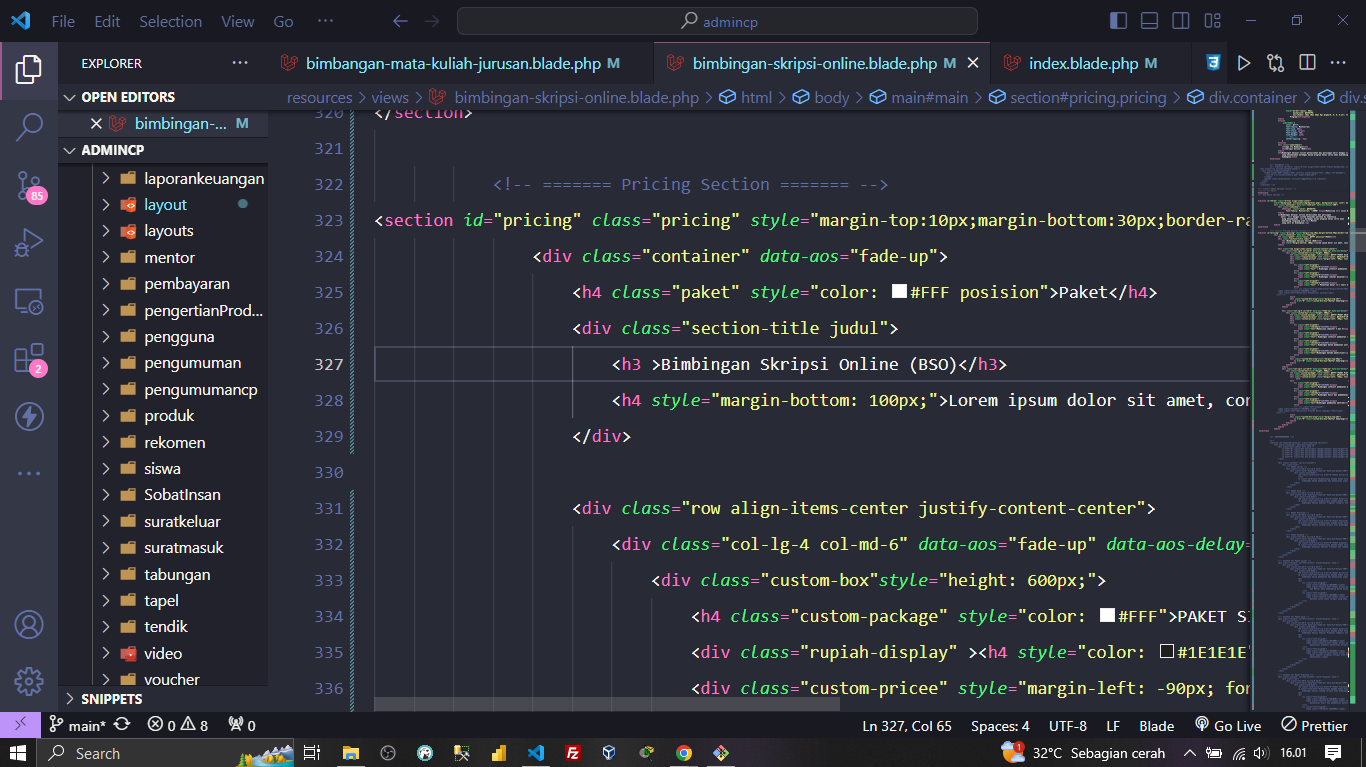 File Edit Selection View Go ··· admincp
EXPLORER ···
bimbangan-mata-kuliah-jurusan.blade.php M bimbingan-skripsi-online.blade.php M index.blade.php M
OPEN EDITORS
bimbingan-... M
resources > views > bimbingan-skripsi-online.blade.php > html > body > main#main > section#pricing.pricing > div.container > div.s
ADMINCP
laporankeuangan
layout
layouts
mentor
pembayaran
pengertianProd...
pengguna
pengumuman
pengumumancp
produk
rekomen
siswa
SobatInsan
suratkeluar
suratmasuk
tabungan
tapel
tendik
video
voucher
SNIPPETS
85
2
320 </section>
321
322 <!-- ======= Pricing Section ======= -->
323 <section id="pricing" class="pricing" style="margin-top:10px;margin-bottom:30px;border-ra
324 <div class="container" data-aos="fade-up">
325 <h4 class="paket" style="color: #FFF posision">Paket</h4>
326 <div class="section-title judul">
327 <h3 >Bimbingan Skripsi Online (BSO)</h3>
328 <h4 style="margin-bottom: 100px;">Lorem ipsum dolor sit amet, con
329 </div>
330
331 <div class="row align-items-center justify-content-center">
332 <div class="col-lg-4 col-md-6" data-aos="fade-up" data-aos-delay=
333 <div class="custom-box"style="height: 600px;">
334 <h4 class="custom-package" style="color: #FFF">PAKET SI
335 <div class="rupiah-display" ><h4 style="color: #1E1E1E
336 <div class="custom-pricee" style="margin-left: -90px; for
main* 0 8 0 Ln 327, Col 65 Spaces: 4 UTF-8 LF Blade Go Live Prettier
Search 1 32°C Sebagian cerah 16.01